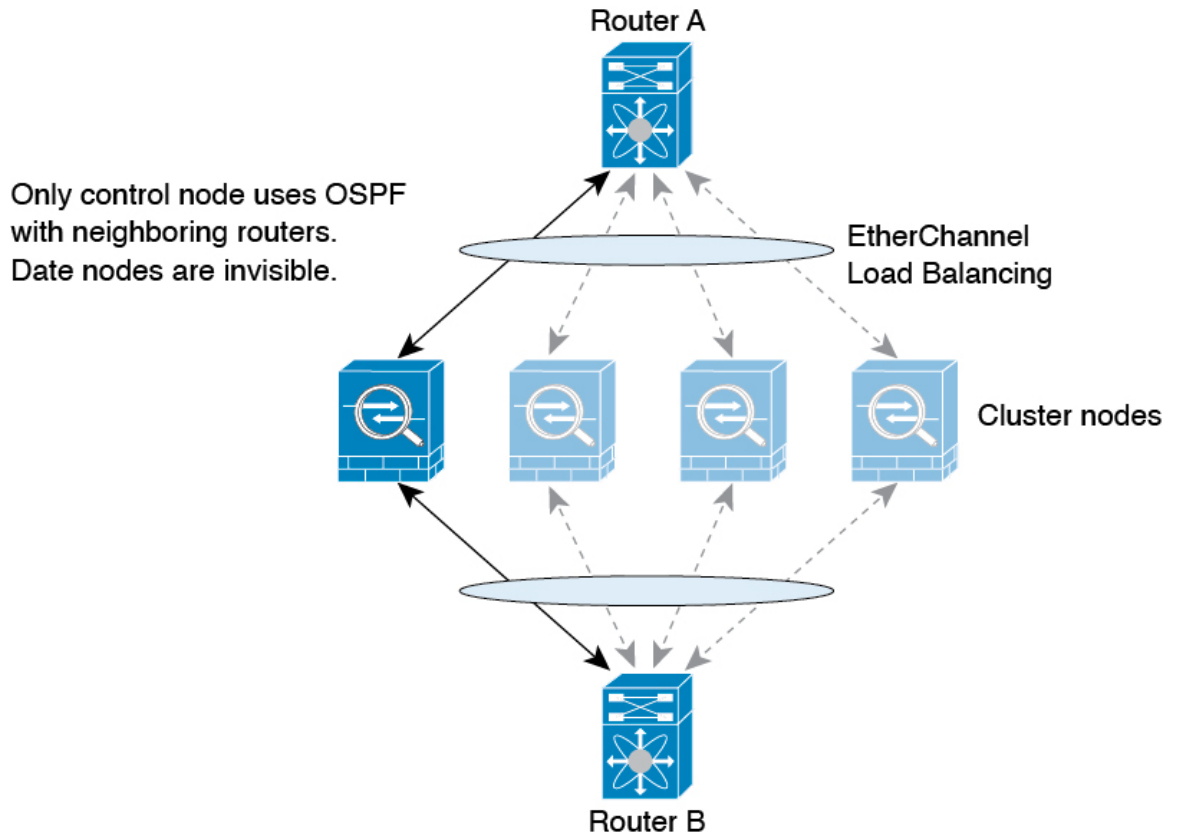 Router A
Only control node uses OSPF
with neighboring routers.
Date nodes are invisible.
EtherChannel
Load Balancing
Cluster nodes
Router B